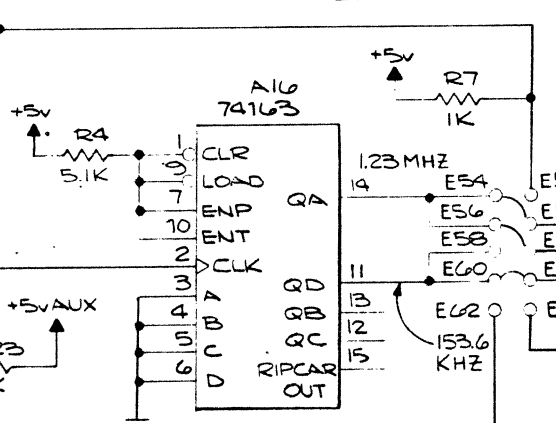 +5v
R7
1K
A16
74163
+5v
R4
5.1K
1 CLR
9 LOAD
7 ENP
10 ENT
2 CLK
3 A
4 B
5 C
6 D
QA 14
1.23 MHZ
QD 11
QB 13
QC 12
RIPCAR 15
OUT
153.6
KHZ
E54
E56
E58
E60
E62
+5v AUX